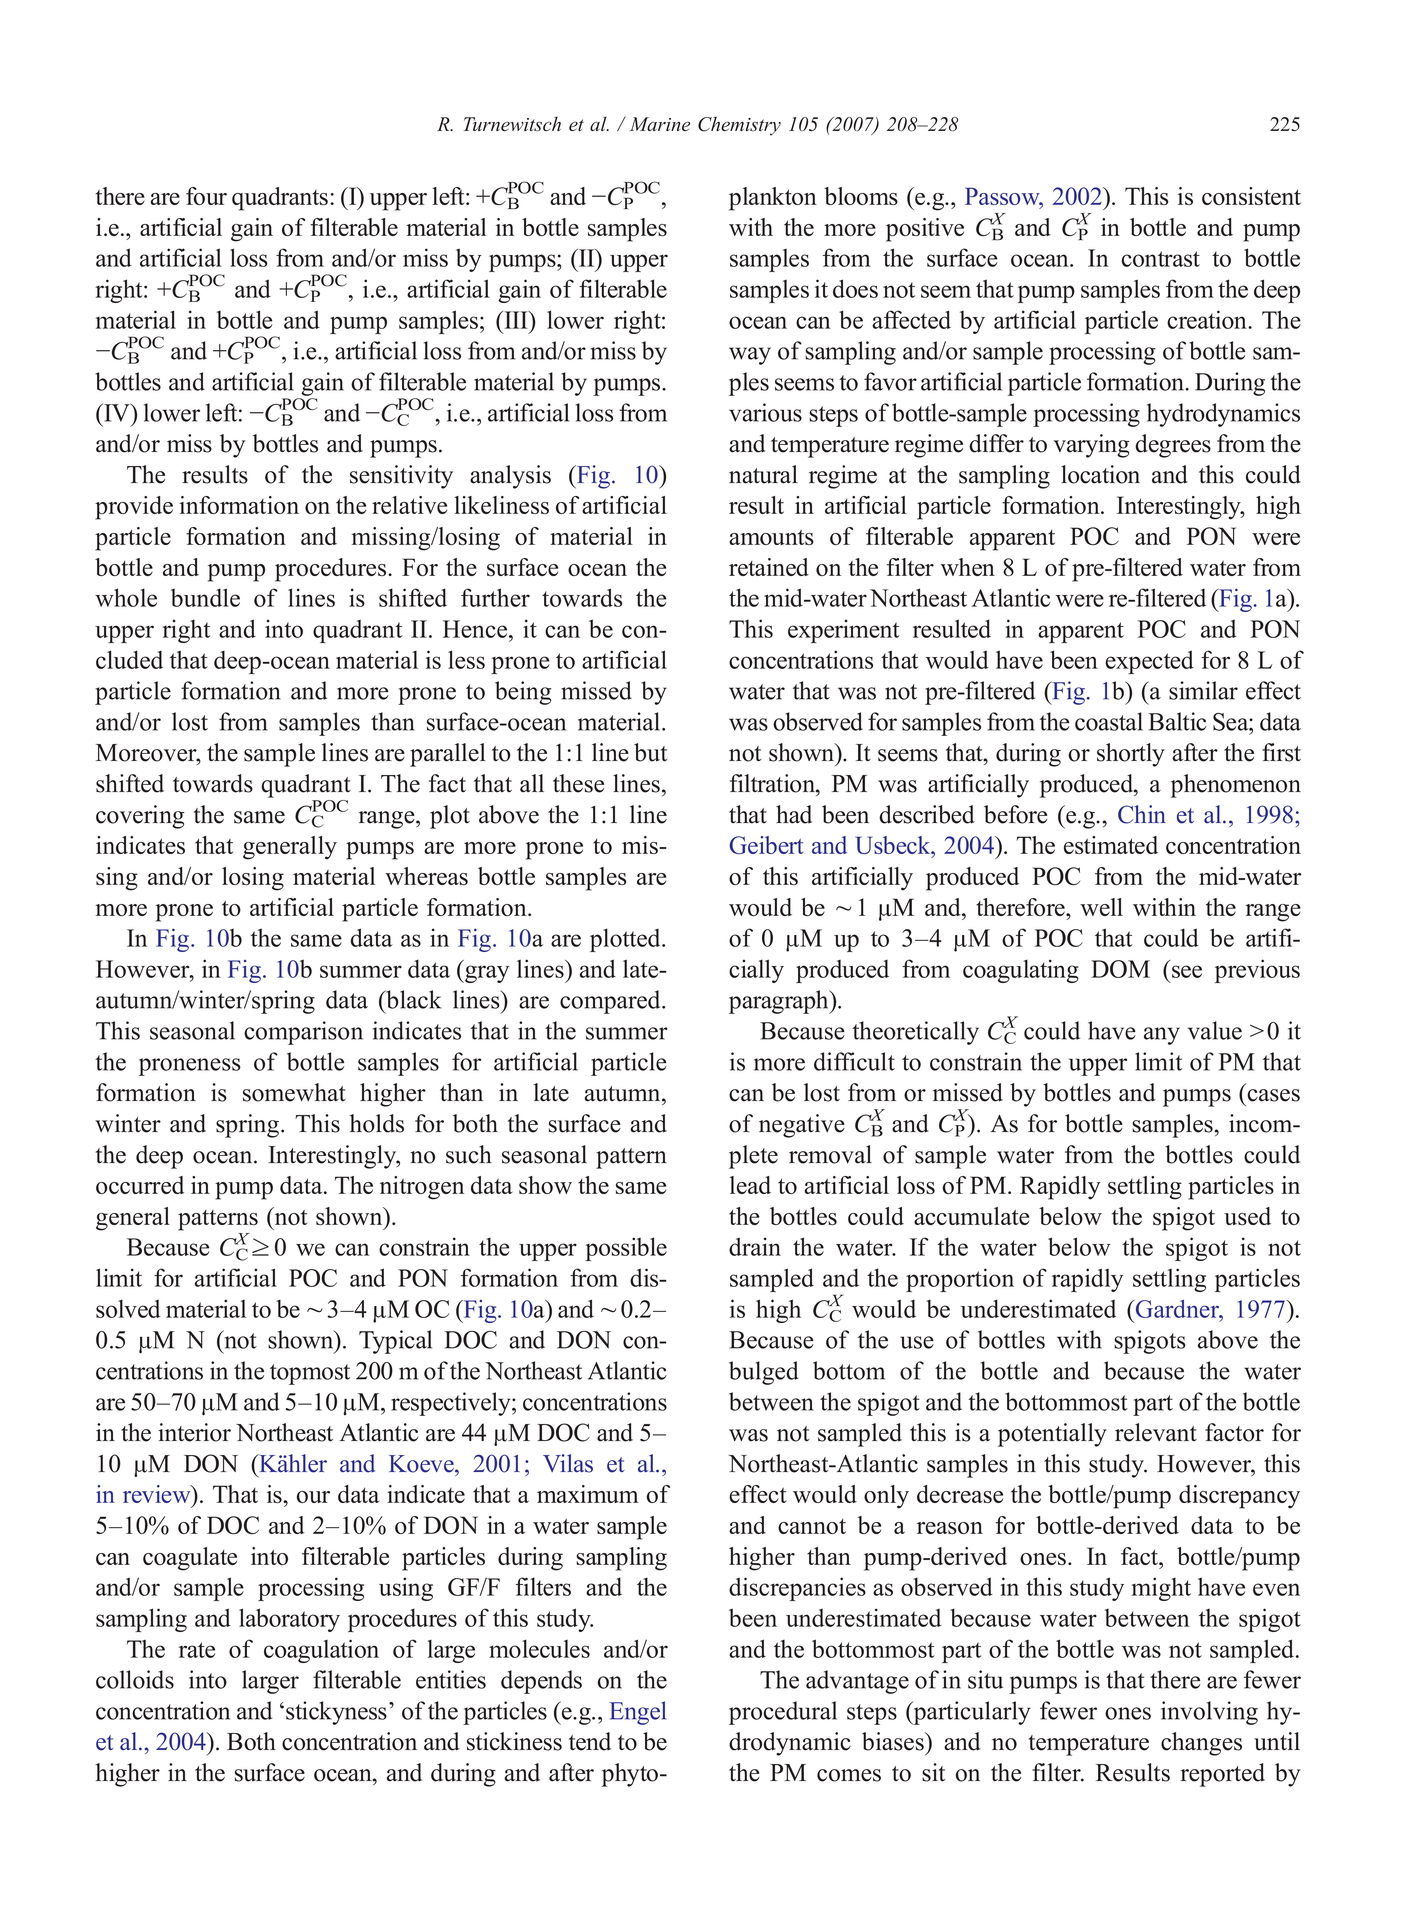 R. Turnewitsch et al. / Marine Chemistry 105 (2007) 208–228
225
there are four quadrants: (I) upper left: +C_B^POC and −C_P^POC,
i.e., artificial gain of filterable material in bottle samples
and artificial loss from and/or miss by pumps; (II) upper
right: +C_B^POC and +C_P^POC, i.e., artificial gain of filterable
material in bottle and pump samples; (III) lower right:
−C_B^POC and +C_P^POC, i.e., artificial loss from and/or miss by
bottles and artificial gain of filterable material by pumps.
(IV) lower left: −C_B^POC and −C_C^POC, i.e., artificial loss from
and/or miss by bottles and pumps.
The results of the sensitivity analysis (Fig. 10)
provide information on the relative likeliness of artificial
particle formation and missing/losing of material in
bottle and pump procedures. For the surface ocean the
whole bundle of lines is shifted further towards the
upper right and into quadrant II. Hence, it can be con-
cluded that deep-ocean material is less prone to artificial
particle formation and more prone to being missed by
and/or lost from samples than surface-ocean material.
Moreover, the sample lines are parallel to the 1:1 line but
shifted towards quadrant I. The fact that all these lines,
covering the same C_C^POC range, plot above the 1:1 line
indicates that generally pumps are more prone to mis-
sing and/or losing material whereas bottle samples are
more prone to artificial particle formation.
In Fig. 10b the same data as in Fig. 10a are plotted.
However, in Fig. 10b summer data (gray lines) and late-
autumn/winter/spring data (black lines) are compared.
This seasonal comparison indicates that in the summer
the proneness of bottle samples for artificial particle
formation is somewhat higher than in late autumn,
winter and spring. This holds for both the surface and
the deep ocean. Interestingly, no such seasonal pattern
occurred in pump data. The nitrogen data show the same
general patterns (not shown).
Because C_C^X≥0 we can constrain the upper possible
limit for artificial POC and PON formation from dis-
solved material to be ~3–4 μM OC (Fig. 10a) and ~0.2–
0.5 μM N (not shown). Typical DOC and DON con-
centrations in the topmost 200 m of the Northeast Atlantic
are 50–70 μM and 5–10 μM, respectively; concentrations
in the interior Northeast Atlantic are 44 μM DOC and 5–
10 μM DON (Kähler and Koeve, 2001; Vilas et al.,
in review). That is, our data indicate that a maximum of
5–10% of DOC and 2–10% of DON in a water sample
can coagulate into filterable particles during sampling
and/or sample processing using GF/F filters and the
sampling and laboratory procedures of this study.
The rate of coagulation of large molecules and/or
colloids into larger filterable entities depends on the
concentration and ‘stickyness’ of the particles (e.g., Engel
et al., 2004). Both concentration and stickiness tend to be
higher in the surface ocean, and during and after phyto-
plankton blooms (e.g., Passow, 2002). This is consistent
with the more positive C_B^X and C_P^X in bottle and pump
samples from the surface ocean. In contrast to bottle
samples it does not seem that pump samples from the deep
ocean can be affected by artificial particle creation. The
way of sampling and/or sample processing of bottle sam-
ples seems to favor artificial particle formation. During the
various steps of bottle-sample processing hydrodynamics
and temperature regime differ to varying degrees from the
natural regime at the sampling location and this could
result in artificial particle formation. Interestingly, high
amounts of filterable apparent POC and PON were
retained on the filter when 8 L of pre-filtered water from
the mid-water Northeast Atlantic were re-filtered (Fig. 1a).
This experiment resulted in apparent POC and PON
concentrations that would have been expected for 8 L of
water that was not pre-filtered (Fig. 1b) (a similar effect
was observed for samples from the coastal Baltic Sea; data
not shown). It seems that, during or shortly after the first
filtration, PM was artificially produced, a phenomenon
that had been described before (e.g., Chin et al., 1998;
Geibert and Usbeck, 2004). The estimated concentration
of this artificially produced POC from the mid-water
would be ~1 μM and, therefore, well within the range
of 0 μM up to 3–4 μM of POC that could be artifi-
cially produced from coagulating DOM (see previous
paragraph).
Because theoretically C_C^X could have any value >0 it
is more difficult to constrain the upper limit of PM that
can be lost from or missed by bottles and pumps (cases
of negative C_B^X and C_P^X). As for bottle samples, incom-
plete removal of sample water from the bottles could
lead to artificial loss of PM. Rapidly settling particles in
the bottles could accumulate below the spigot used to
drain the water. If the water below the spigot is not
sampled and the proportion of rapidly settling particles
is high C_C^X would be underestimated (Gardner, 1977).
Because of the use of bottles with spigots above the
bulged bottom of the bottle and because the water
between the spigot and the bottommost part of the bottle
was not sampled this is a potentially relevant factor for
Northeast-Atlantic samples in this study. However, this
effect would only decrease the bottle/pump discrepancy
and cannot be a reason for bottle-derived data to be
higher than pump-derived ones. In fact, bottle/pump
discrepancies as observed in this study might have even
been underestimated because water between the spigot
and the bottommost part of the bottle was not sampled.
The advantage of in situ pumps is that there are fewer
procedural steps (particularly fewer ones involving hy-
drodynamic biases) and no temperature changes until
the PM comes to sit on the filter. Results reported by